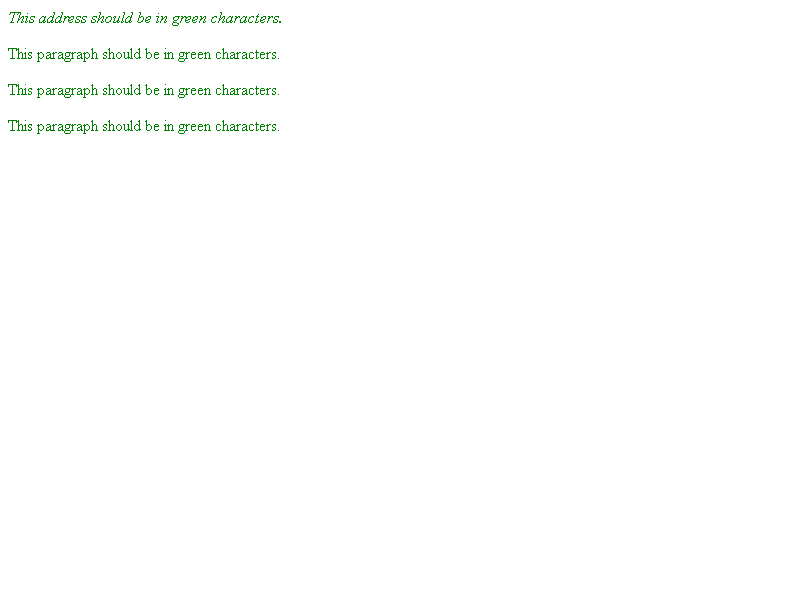 This address should be in green characters.
This paragraph should be in green characters.
This paragraph should be in green characters.
This paragraph should be in green characters.